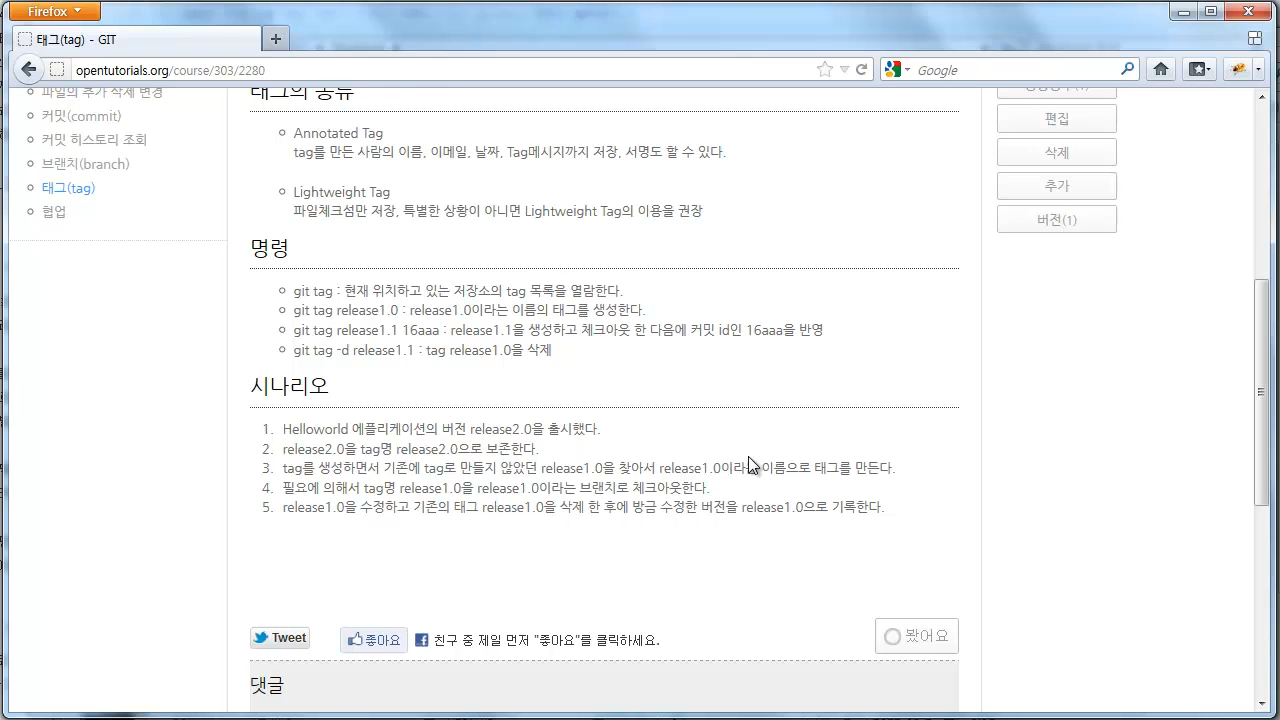 Firefox
태그(tag) - GIT
opentutorials.org/course/303/2280
Google
파일의 추가 삭제 변경
커밋(commit)
커밋 히스토리 조회
브랜치(branch)
태그(tag)
협업
태그의 종류
Annotated Tag
tag를 만든 사람의 이름, 이메일, 날짜, Tag메시지까지 저장, 서명도 할 수 있다.
Lightweight Tag
파일체크섬만 저장, 특별한 상황이 아니면 Lightweight Tag의 이용을 권장
명령
git tag : 현재 위치하고 있는 저장소의 tag 목록을 열람한다.
git tag release1.0 : release1.0이라는 이름의 태그를 생성한다.
git tag release1.1 16aaa : release1.1을 생성하고 체크아웃 한 다음에 커밋 id인 16aaa을 반영
git tag -d release1.1 : tag release1.0을 삭제
시나리오
1. Helloworld 에플리케이션의 버전 release2.0을 출시했다.
2. release2.0을 tag명 release2.0으로 보존한다.
3. tag를 생성하면서 기존에 tag로 만들지 않았던 release1.0을 찾아서 release1.0이라는 이름으로 태그를 만든다.
4. 필요에 의해서 tag명 release1.0을 release1.0이라는 브랜치로 체크아웃한다.
5. release1.0을 수정하고 기존의 태그 release1.0을 삭제 한 후에 방금 수정한 버전을 release1.0으로 기록한다.
편집
삭제
추가
버전(1)
Tweet
좋아요
친구 중 제일 먼저 "좋아요"를 클릭하세요.
봤어요
댓글